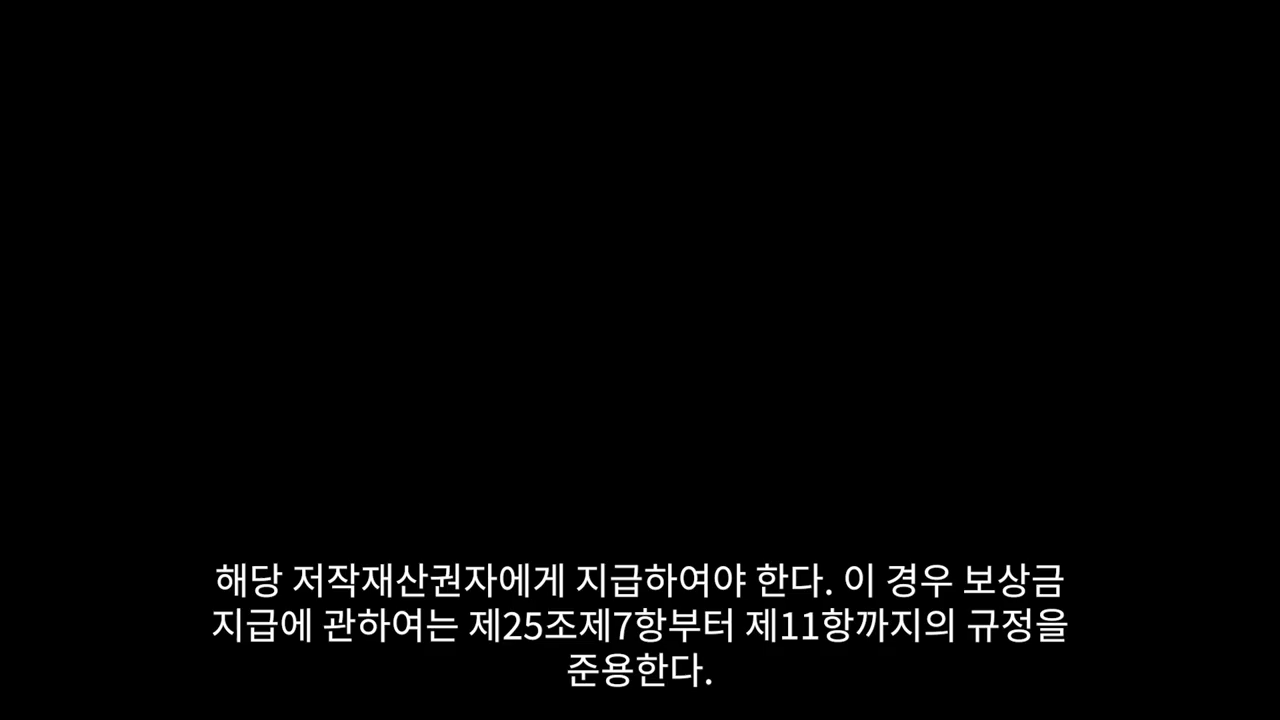 해당 저작재산권자에게 지급하여야 한다. 이 경우 보상금
지급에 관하여는 제25조제7항부터 제11항까지의 규정을
준용한다.